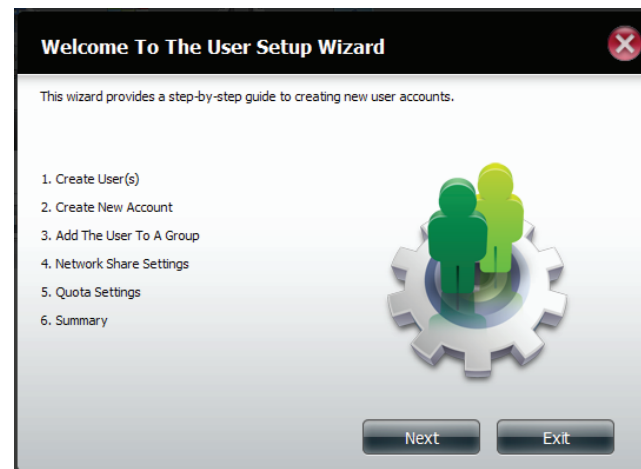 Welcome To The User Setup Wizard
This wizard provides a step-by-step guide to creating new user accounts.
1. Create User(s)
2. Create New Account
3. Add The User To A Group
4. Network Share Settings
5. Quota Settings
6. Summary
Next
Exit